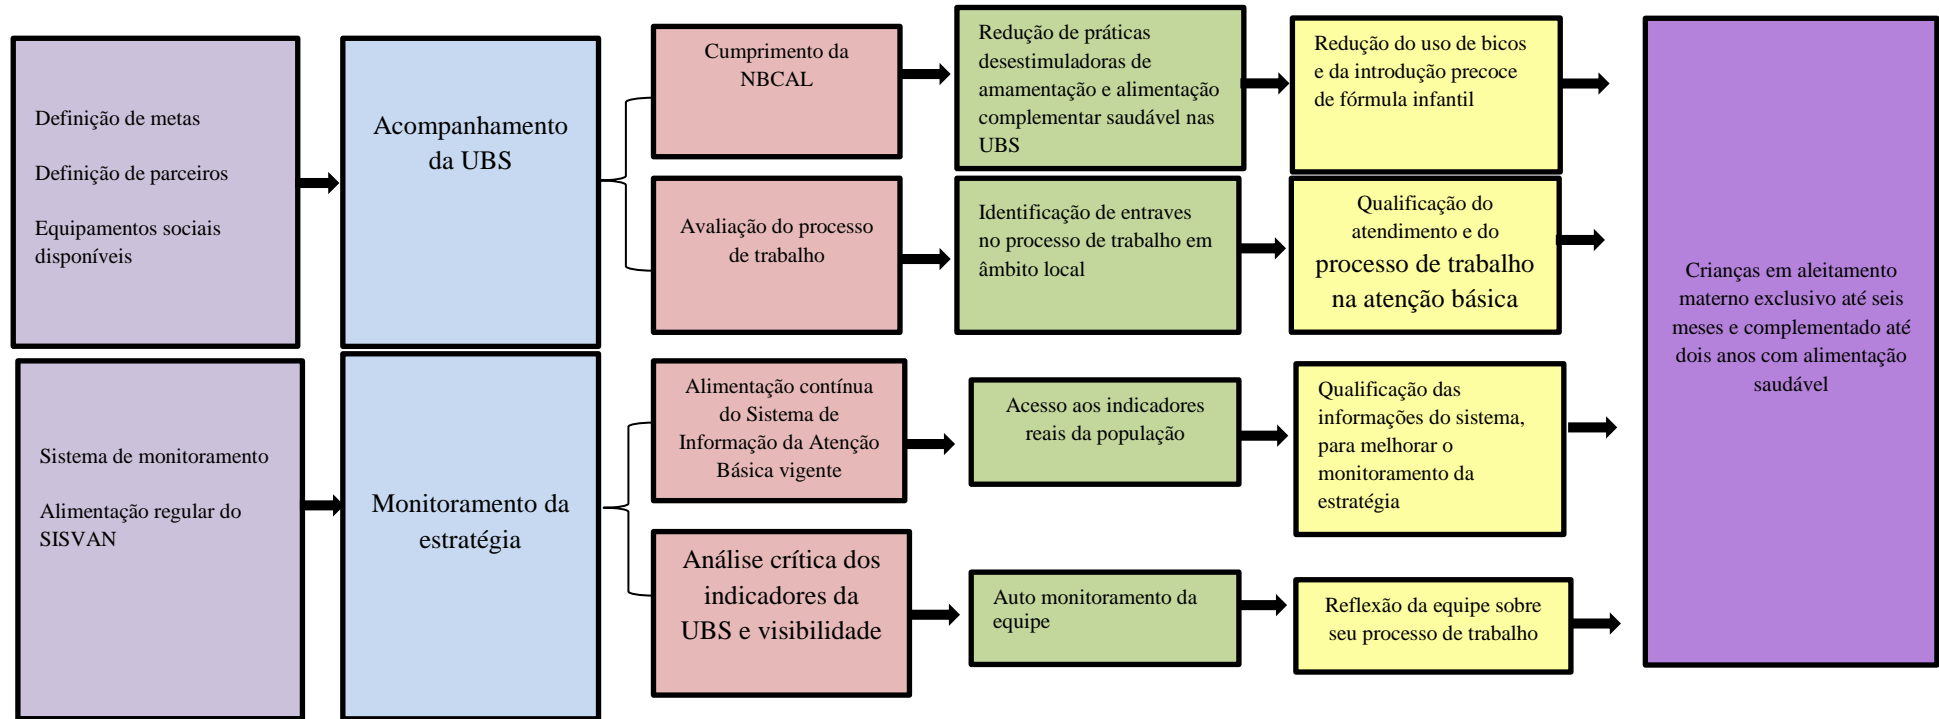 Definição de metas
Definição de parceiros
Equipamentos sociais
disponíveis
Acompanhamento
da UBS
Cumprimento da
NBCAL
Redução de práticas
desestimuladoras de
amamentação e alimentação
complementar saudável nas
UBS
Redução do uso de bicos
e da introdução precoce
de fórmula infantil
Avaliação do processo
de trabalho
Identificação de entraves
no processo de trabalho em
âmbito local
Qualificação do
atendimento e do
processo de trabalho
na atenção básica
Sistema de monitoramento
Alimentação regular do
SISVAN
Monitoramento da
estratégia
Alimentação contínua
do Sistema de
Informação da Atenção
Básica vigente
Acesso aos indicadores
reais da população
Qualificação das
informações do sistema,
para melhorar o
monitoramento da
estratégia
Análise crítica dos
indicadores da
UBS e visibilidade
Auto monitoramento da
equipe
Reflexão da equipe sobre
seu processo de trabalho
Crianças em aleitamento
materno exclusivo até seis
meses e complementado até
dois anos com alimentação
saudável